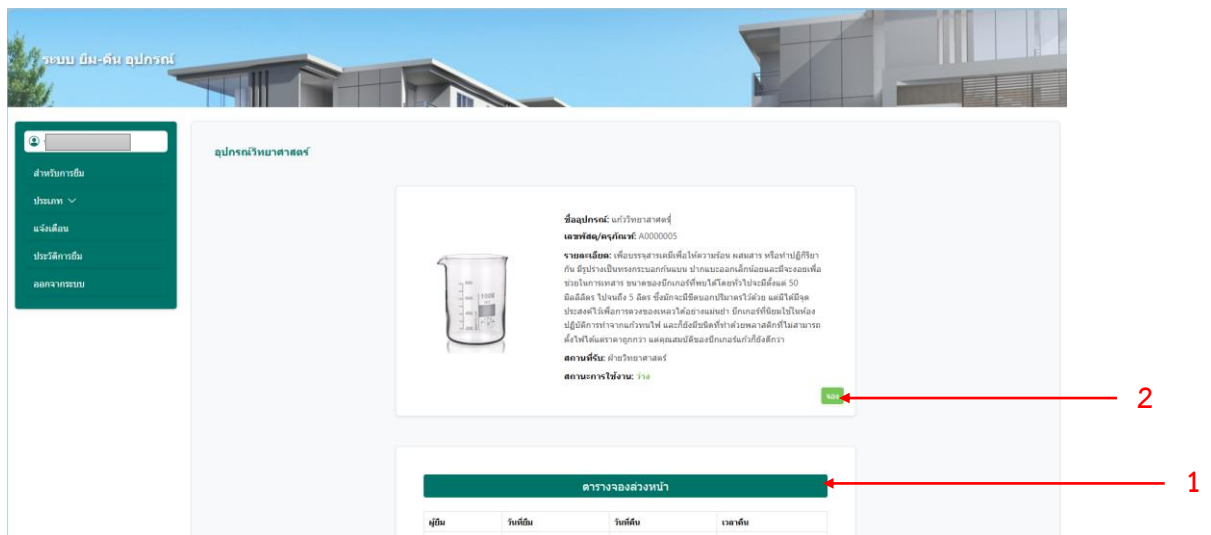 ระบบ ยืม-คืน อุปกรณ์
สำหรับการยืม
ประเภท
แจ้งเตือน
ประวัติการยืม
ออกจากระบบ
อุปกรณ์วิทยาศาสตร์
ชื่ออุปกรณ์: แก้ววิทยาสาศตร์
เลขพัสดุ/ครุภัณฑ์: A0000005
รายละเอียด: เพื่อบรรจุสารเคมีเพื่อให้ความร้อน ผสมสาร หรือทำปฏิกิริยา
กัน มีรูปร่างเป็นทรงกระบอกก้นแบน ปากแบะออกเล็กน้อยและมีจะงอยเพื่อ
ช่วยในการเทสาร ขนาดของบีกเกอร์ที่พบได้โดยทั่วไปจะมีตั้งแต่ 50
มิลลิลิตร ไปจนถึง 5 ลิตร ซึ่งมักจะมีขีดบอกปริมาตรไว้ด้วย แต่มิได้มีจุด
ประสงค์ไว้เพื่อการตวงของเหลวได้อย่างแม่นยำ บีกเกอร์ที่นิยมใช้ในห้อง
ปฏิบัติการทำจากแก้วทนไฟ และก็ยังมีชนิดที่ทำด้วยพลาสติกที่ไม่สามารถ
ตั้งไฟได้แต่ราคาถูกกว่า แต่คุณสมบัติของบีกเกอร์แก้วก็ยังดีกว่า
สถานที่รับ: ฝ่ายวิทยาศาสตร์
สถานะการใช้งาน: ว่าง
จอง
2
ตารางจองล่วงหน้า
1
ผู้ยืม วันที่ยืม วันที่คืน เวลาคืน